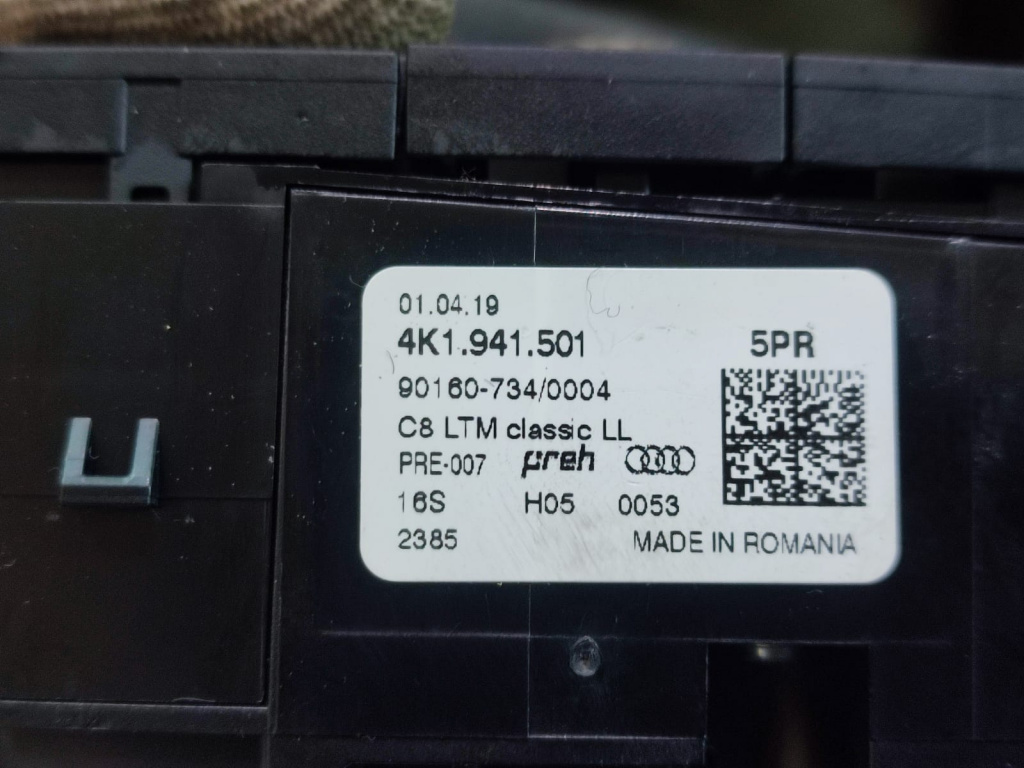 01.04.19
4K1.941.501 5PR
90160-734/0004
C8 LTM classic LL
PRE-007 preh
16S H05 0053
2385 MADE IN ROMANIA